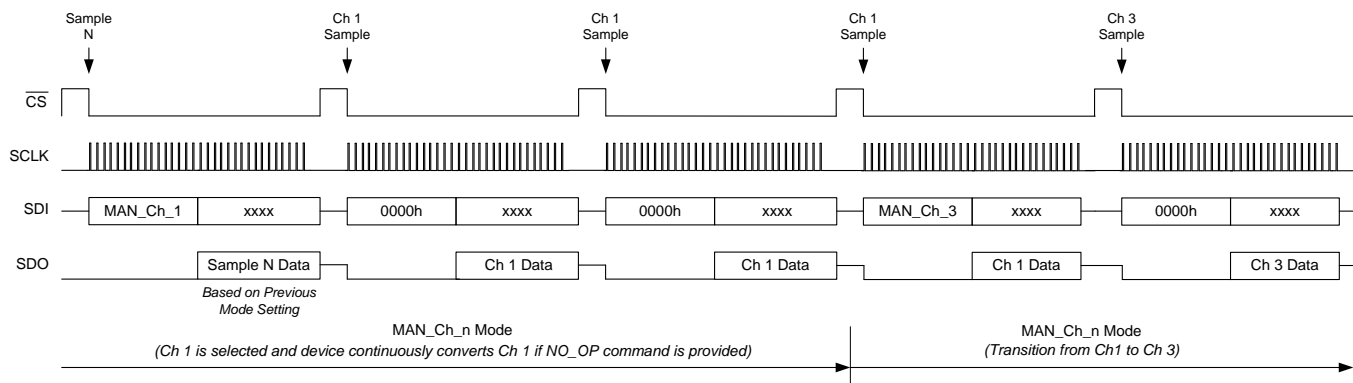 Sample
N
Ch 1
Sample
Ch 1
Sample
Ch 1
Sample
Ch 3
Sample
CS
SCLK
SDI
MAN_Ch_1
xxxx
0000h
xxxx
0000h
xxxx
MAN_Ch_3
xxxx
0000h
xxxx
SDO
Sample N Data
Ch 1 Data
Ch 1 Data
Ch 1 Data
Ch 3 Data
Based on Previous
Mode Setting
MAN_Ch_n Mode
(Ch 1 is selected and device continuously converts Ch 1 if NO_OP command is provided)
MAN_Ch_n Mode
(Transition from Ch1 to Ch 3)